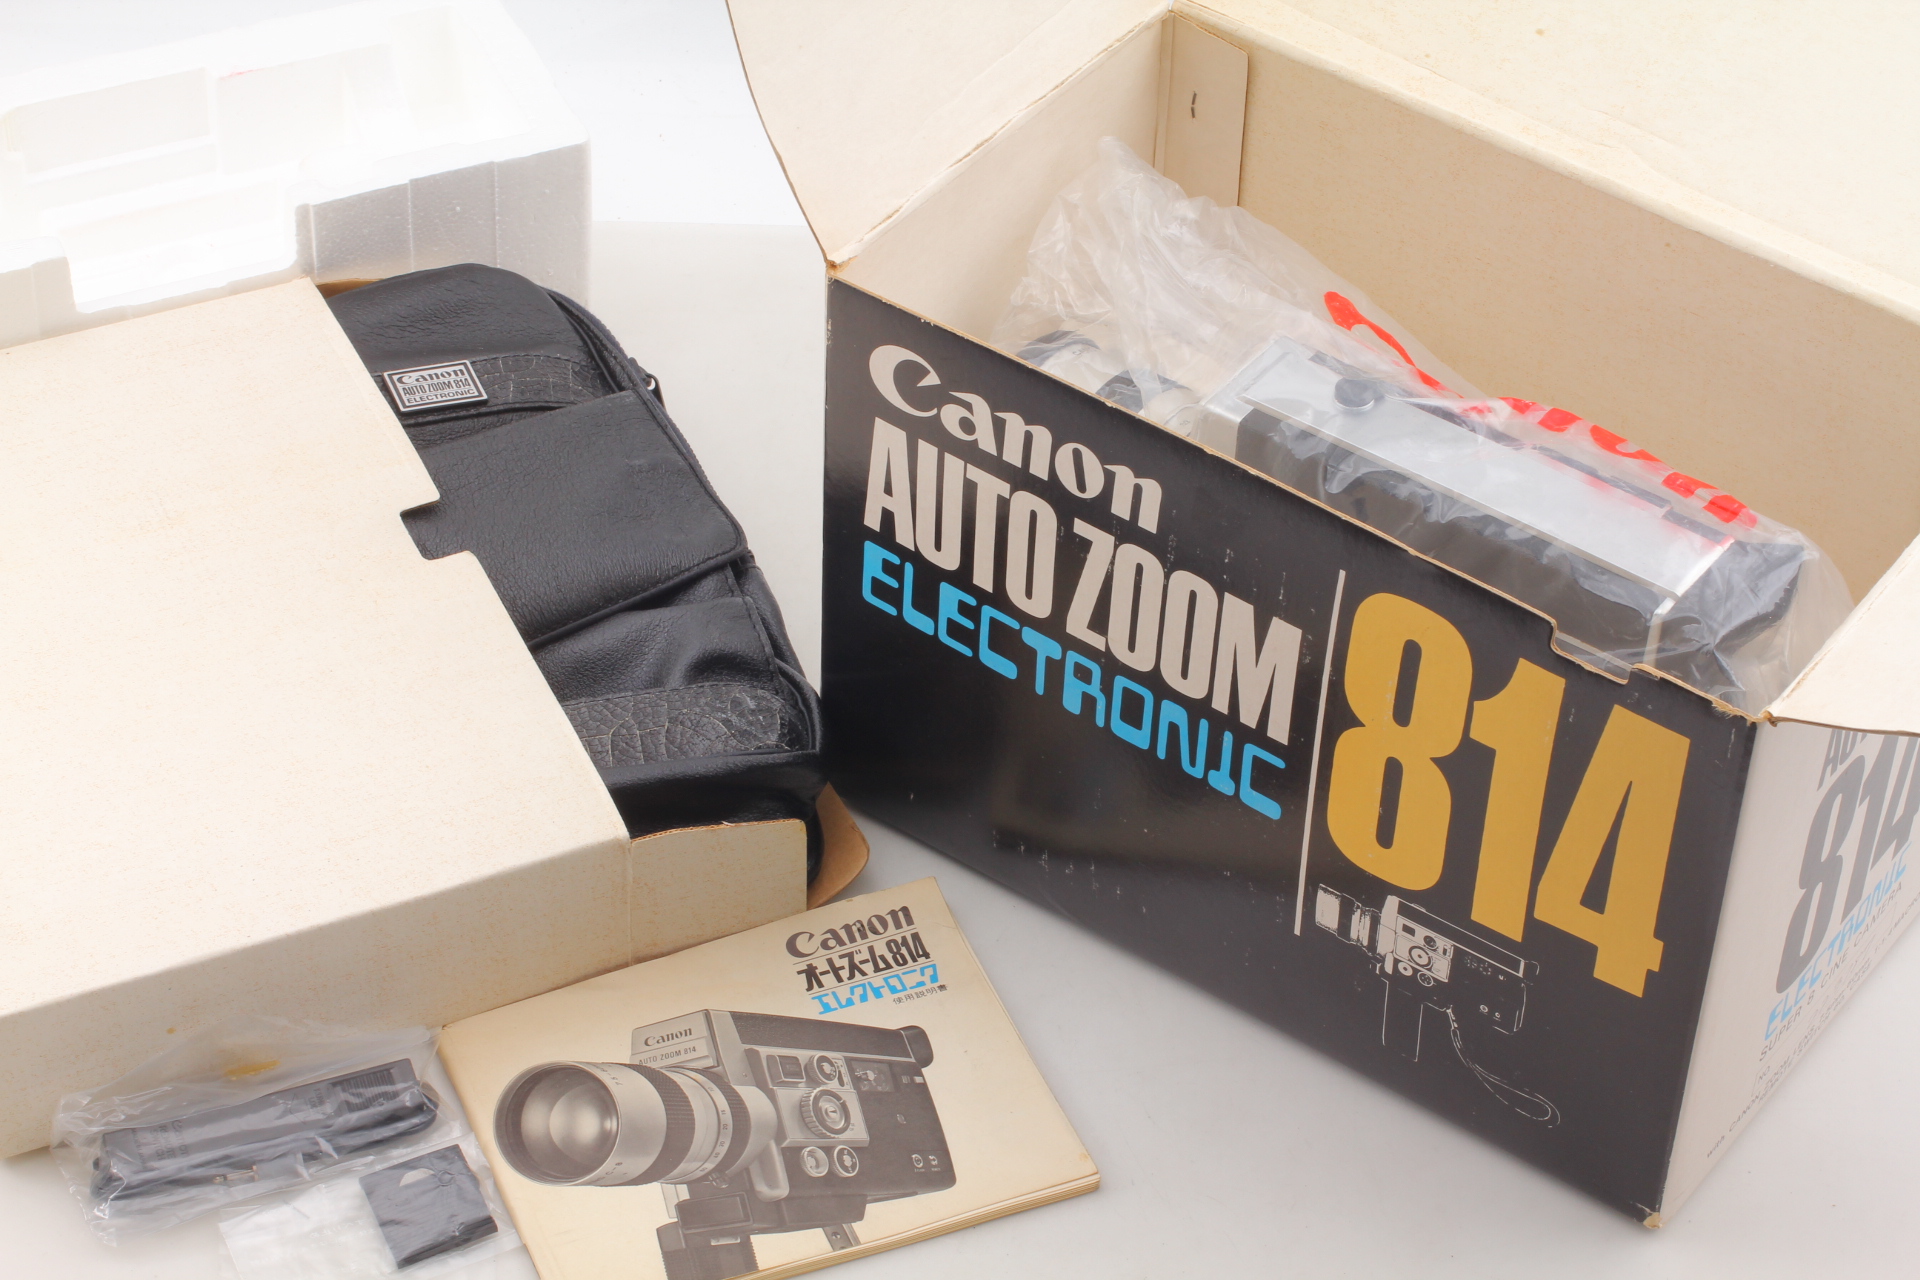 Canon
AUTO ZOOM 814
ELECTRONIC
Canon
AUTO ZOOM
ELECTRONIC
814
814
ELECTRONIC
SUPER 8 CINE CAMERA
Canon
オートズーム814
エレクトロニク
使用説明書
Canon
AUTO ZOOM 814